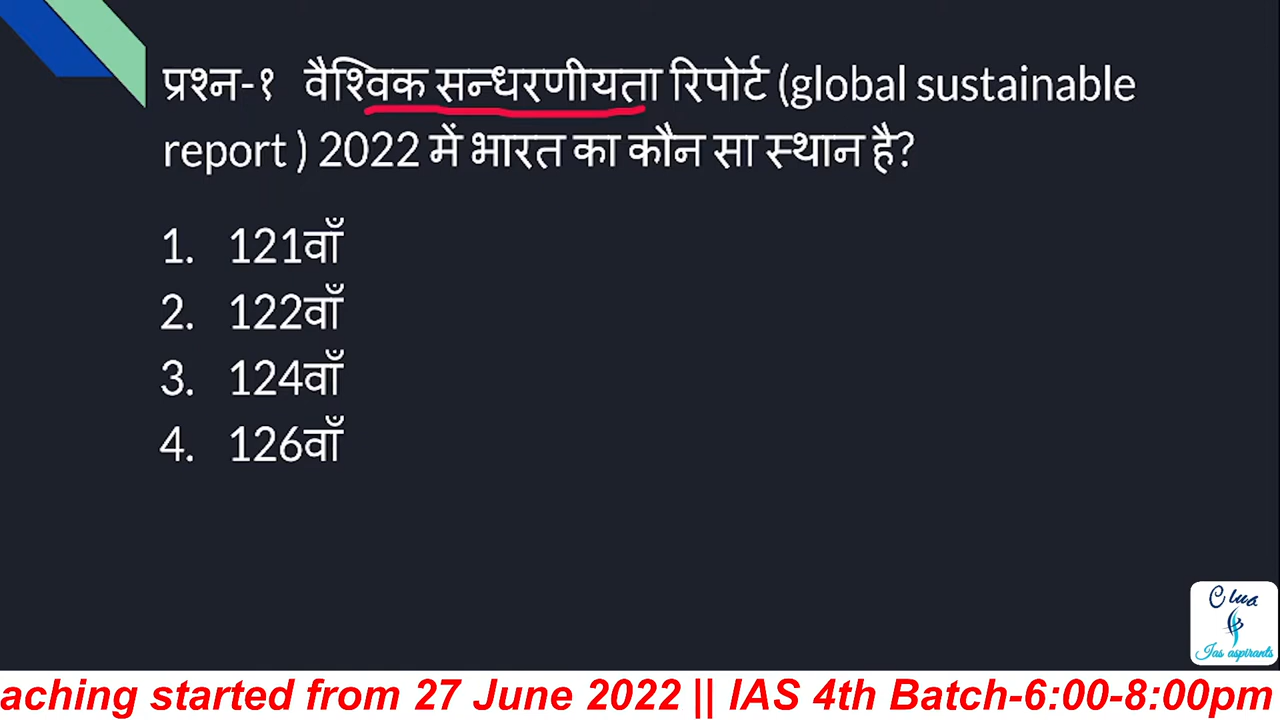 प्रश्न-१ वैश्विक सन्धरणीयता रिपोर्ट (global sustainable
report ) 2022 में भारत का कौन सा स्थान है?
1. 121वाँ
2. 122वाँ
3. 124वाँ
4. 126वाँ
Clue
Ias aspirants
aching started from 27 June 2022 || IAS 4th Batch-6:00-8:00pm